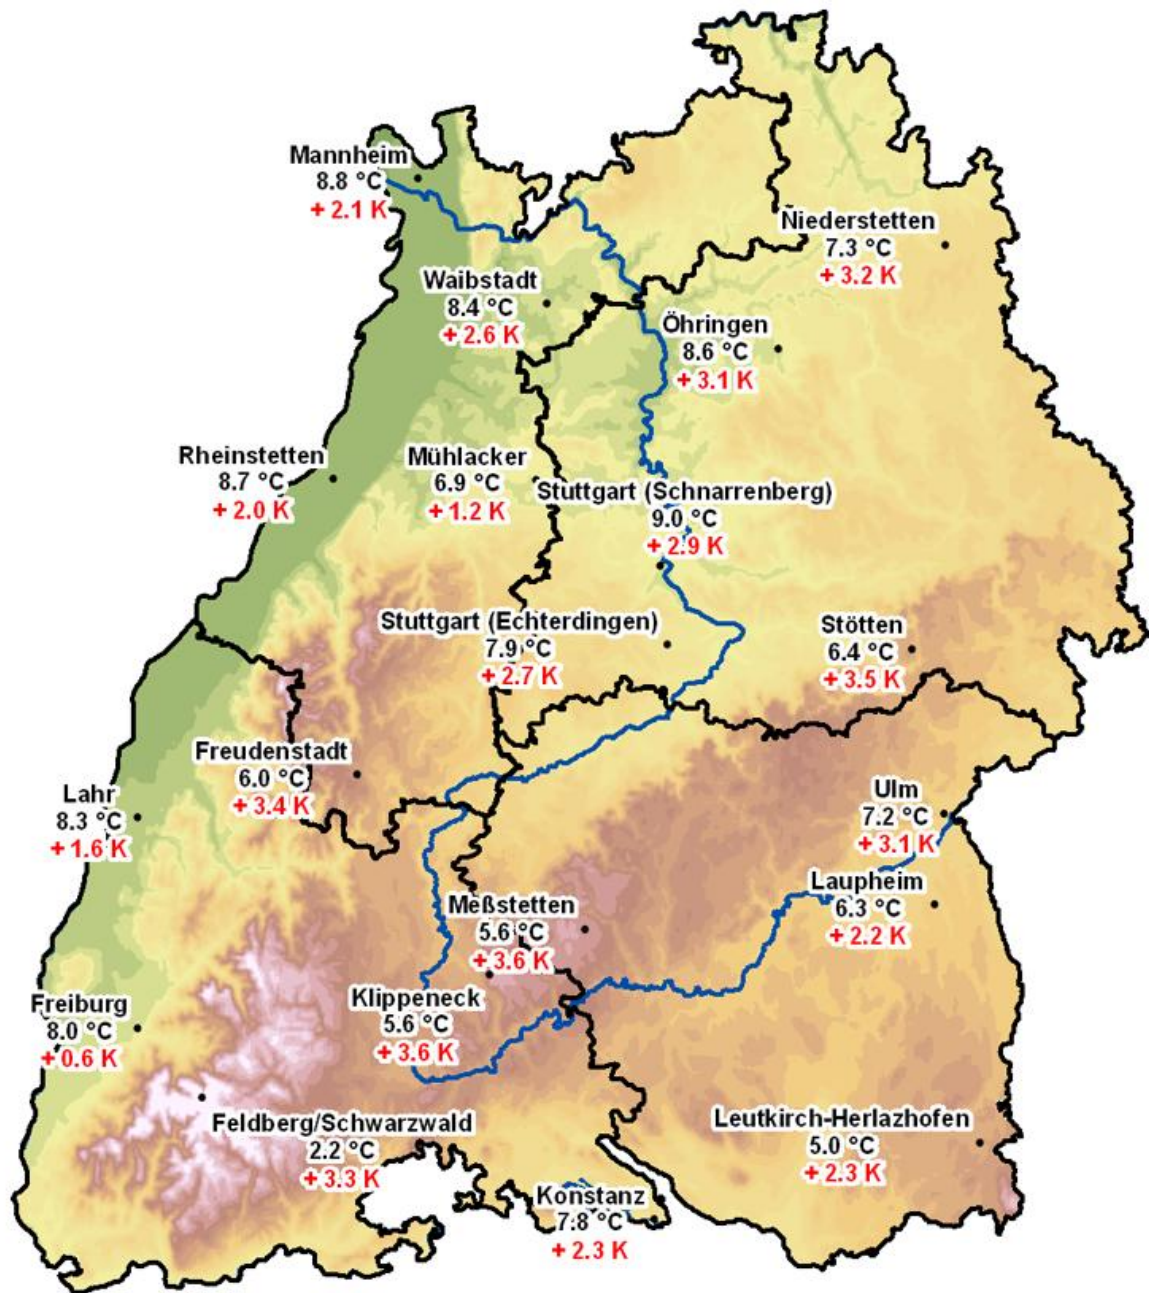 Mannheim
8.8 °C
+ 2.1 K
Niederstetten
7.3 °C
+ 3.2 K
Waibstadt
8.4 °C
+ 2.6 K
Öhringen
8.6 °C
+ 3.1 K
Rheinstetten
8.7 °C
+ 2.0 K
Mühlacker
6.9 °C
+ 1.2 K
Stuttgart (Schnarrenberg)
9.0 °C
+ 2.9 K
Stuttgart (Echterdingen)
7.9 °C
+ 2.7 K
Stötten
6.4 °C
+ 3.5 K
Freudenstadt
6.0 °C
+ 3.4 K
Lahr
8.3 °C
+ 1.6 K
Ulm
7.2 °C
+ 3.1 K
Laupheim
6.3 °C
+ 2.2 K
Meßstetten
5.6 °C
+ 3.6 K
Klippeneck
5.6 °C
+ 3.6 K
Freiburg
8.0 °C
+ 0.6 K
Feldberg/Schwarzwald
2.2 °C
+ 3.3 K
Leutkirch-Herlazhofen
5.0 °C
+ 2.3 K
Konstanz
7.8 °C
+ 2.3 K